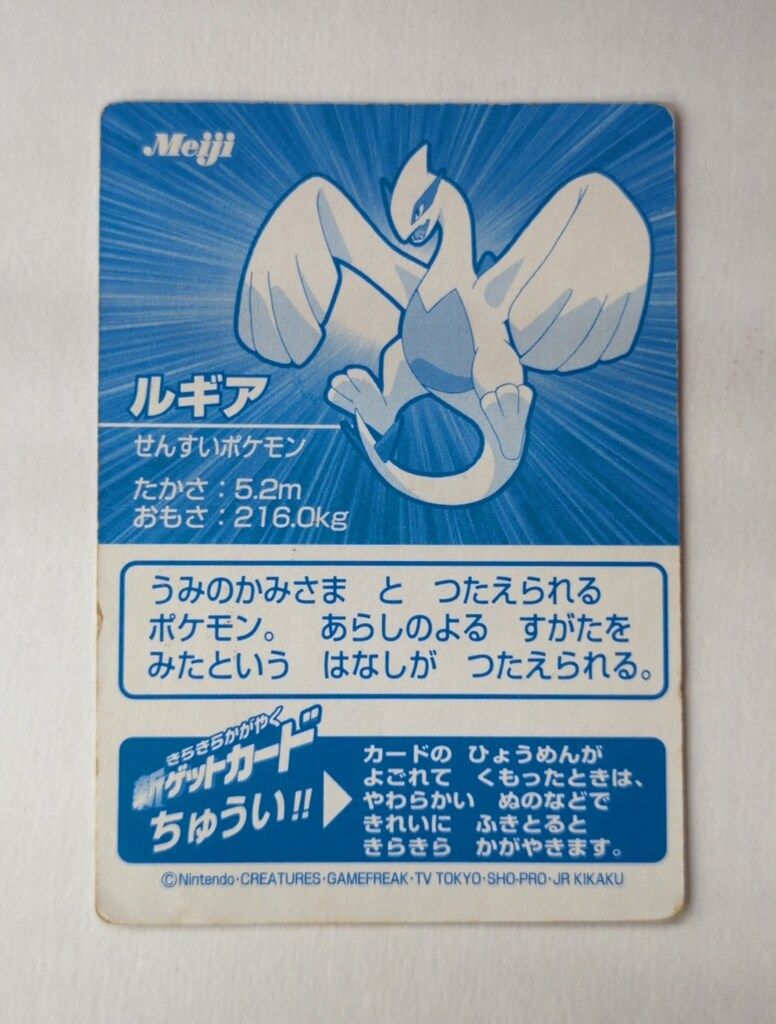 Meiji
ルギア
せんすいポケモン
たかさ：5.2m
おもさ：216.0kg
うみのかみさま　と　つたえられる
ポケモン。　あらしのよる　すがたを
みたという　はなしが　つたえられる。
きらきらかがやく
新ゲットカード
ちゅうい!!
カードの　ひょうめんが
よごれて　くもったときは、
やわらかい　ぬのなどで
きれいに　ふきとると
きらきら　かがやきます。
©Nintendo・CREATURES・GAMEFREAK・TV TOKYO・SHO-PRO・JR KIKAKU